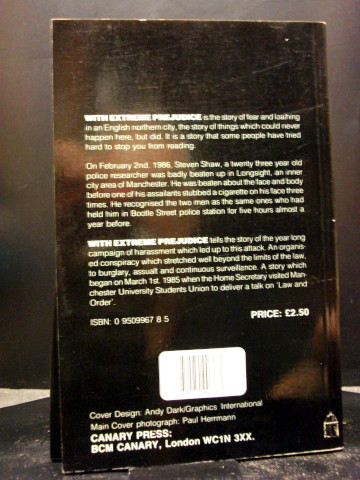 WITH EXTREME PREJUDICE is the story of fear and loathing
in an English northern city, the story of things which could never
happen here, but did. It is a story that some people have tried
hard to stop you from reading.
On February 2nd. 1986, Steven Shaw, a twenty three year old
police researcher was badly beaten up in Longsight, an inner
city area of Manchester. He was beaten about the face and body
before one of his assailants stubbed a cigarette on his face three
times. He recognised the two men as the same ones who had
held him in Bootle Street police station for five hours almost a
year before.
WITH EXTREME PREJUDICE tells the story of the year long
campaign of harassment which led up to this attack. An organis-
ed conspiracy which stretched well beyond the limits of the law,
to burglary, assualt and continuous surveillance. A story which
began on March 1st. 1985 when the Home Secretary visited Man-
chester University Students Union to deliver a talk on 'Law and
Order'.
ISBN: 0 9509967 8 5
PRICE: £2.50
Cover Design: Andy Dark/Graphics International
Main Cover photograph: Paul Herrmann
CANARY PRESS:
BCM CANARY, London WC1N 3XX.